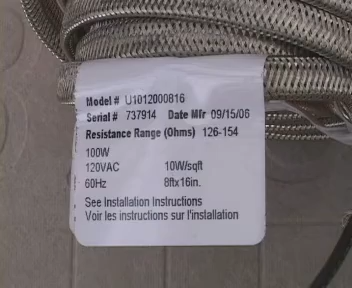 Model # U1012000816
Serial # 737914 Date Mfr 09/15/06
Resistance Range (Ohms) 126-154
100W
120VAC 10W/sqft
60Hz 8ftx16in.
See Installation Instructions
Voir les instructions sur l'installation